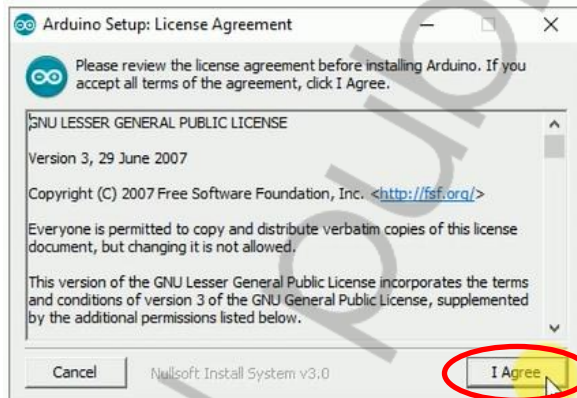 Arduino Setup: License Agreement
Please review the license agreement before installing Arduino. If you
accept all terms of the agreement, click I Agree.
GNU LESSER GENERAL PUBLIC LICENSE
Version 3, 29 June 2007
Copyright (C) 2007 Free Software Foundation, Inc. <http://fsf.org/>
Everyone is permitted to copy and distribute verbatim copies of this license
document, but changing it is not allowed.
This version of the GNU Lesser General Public License incorporates the terms
and conditions of version 3 of the GNU General Public License, supplemented
by the additional permissions listed below.
Cancel
Nullsoft Install System v3.0
I Agree